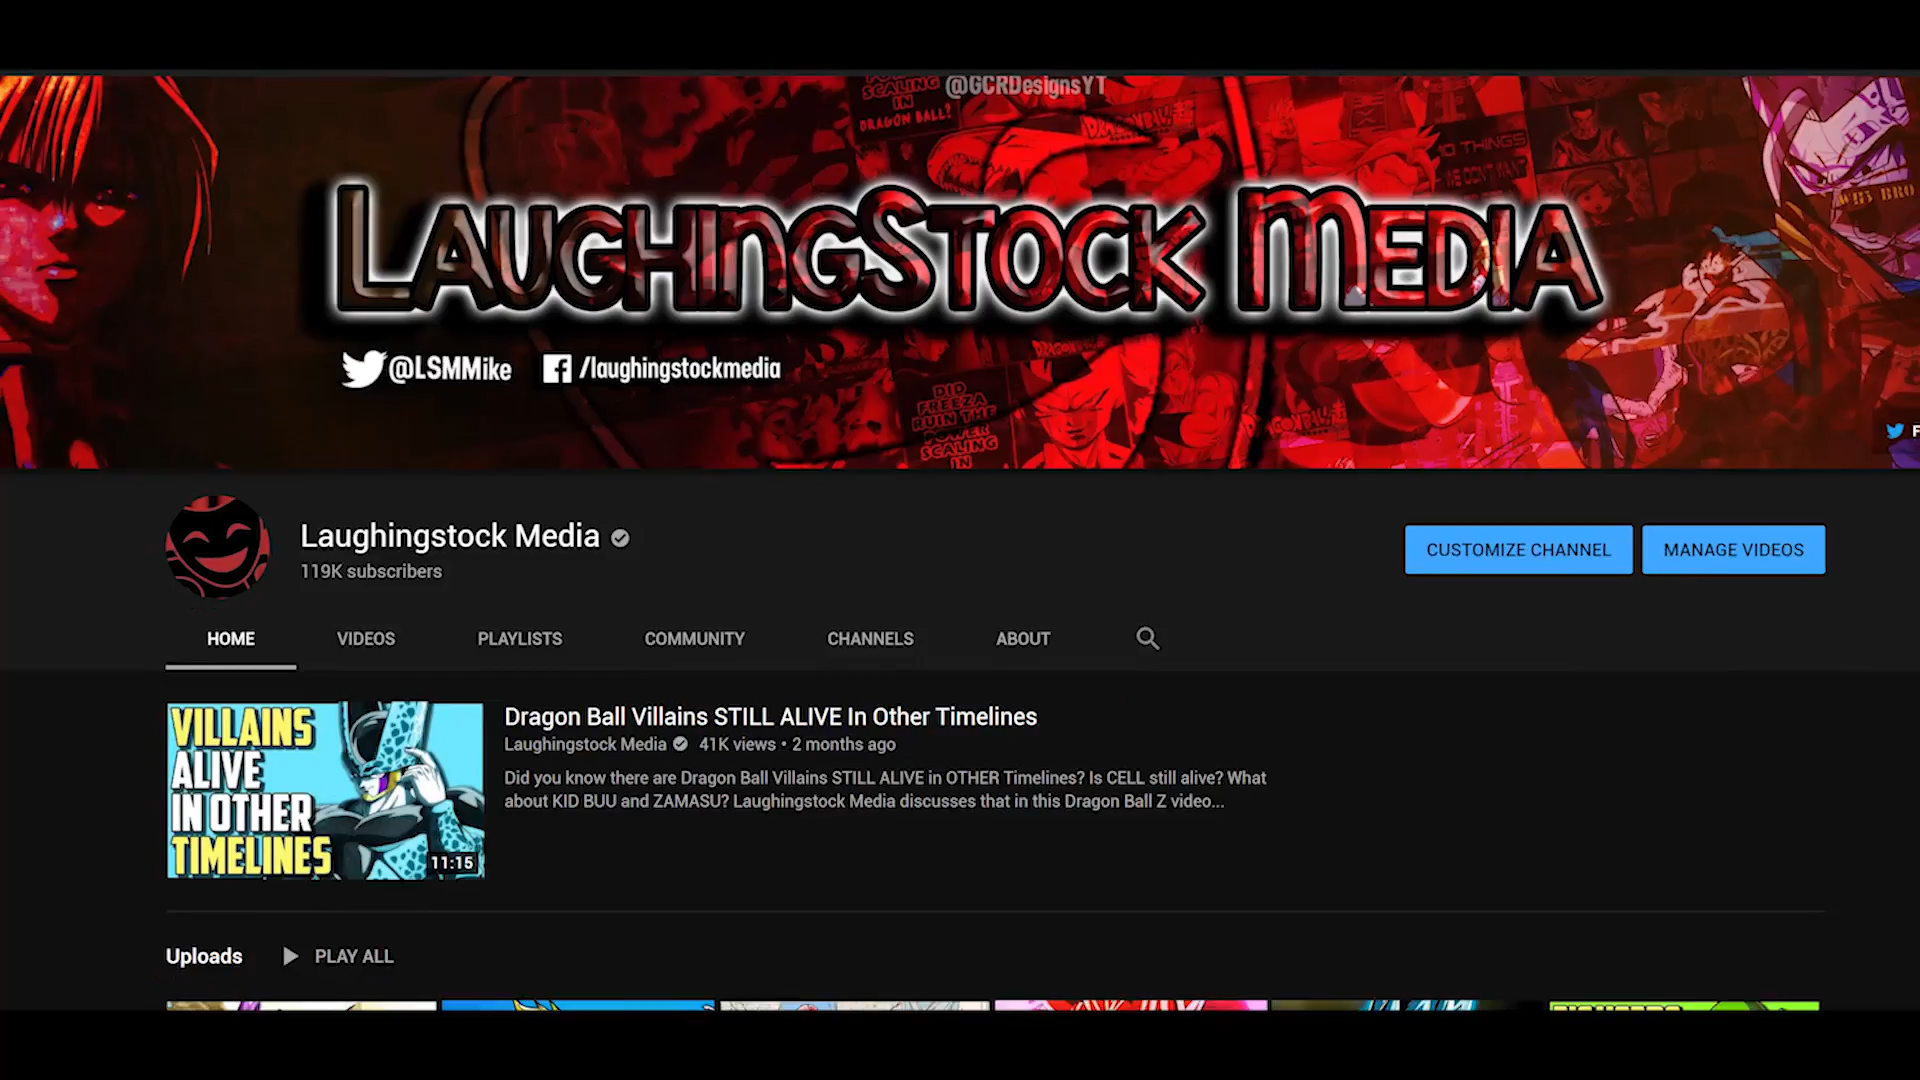 @GCRDesignsYT
SCALING
IN
DRAGON BALL!
LAUGHINGSTOCK MEDIA
@LSMMike /laughingstockmedia
DID
FREEZA
RUIN THE
POWER
SCALING
IN
Laughingstock Media
119K subscribers
CUSTOMIZE CHANNEL MANAGE VIDEOS
HOME VIDEOS PLAYLISTS COMMUNITY CHANNELS ABOUT
VILLAINS
ALIVE
IN OTHER
TIMELINES
11:15
Dragon Ball Villains STILL ALIVE In Other Timelines
Laughingstock Media 41K views • 2 months ago
Did you know there are Dragon Ball Villains STILL ALIVE in OTHER Timelines? Is CELL still alive? What
about KID BUU and ZAMASU? Laughingstock Media discusses that in this Dragon Ball Z video...
Uploads PLAY ALL